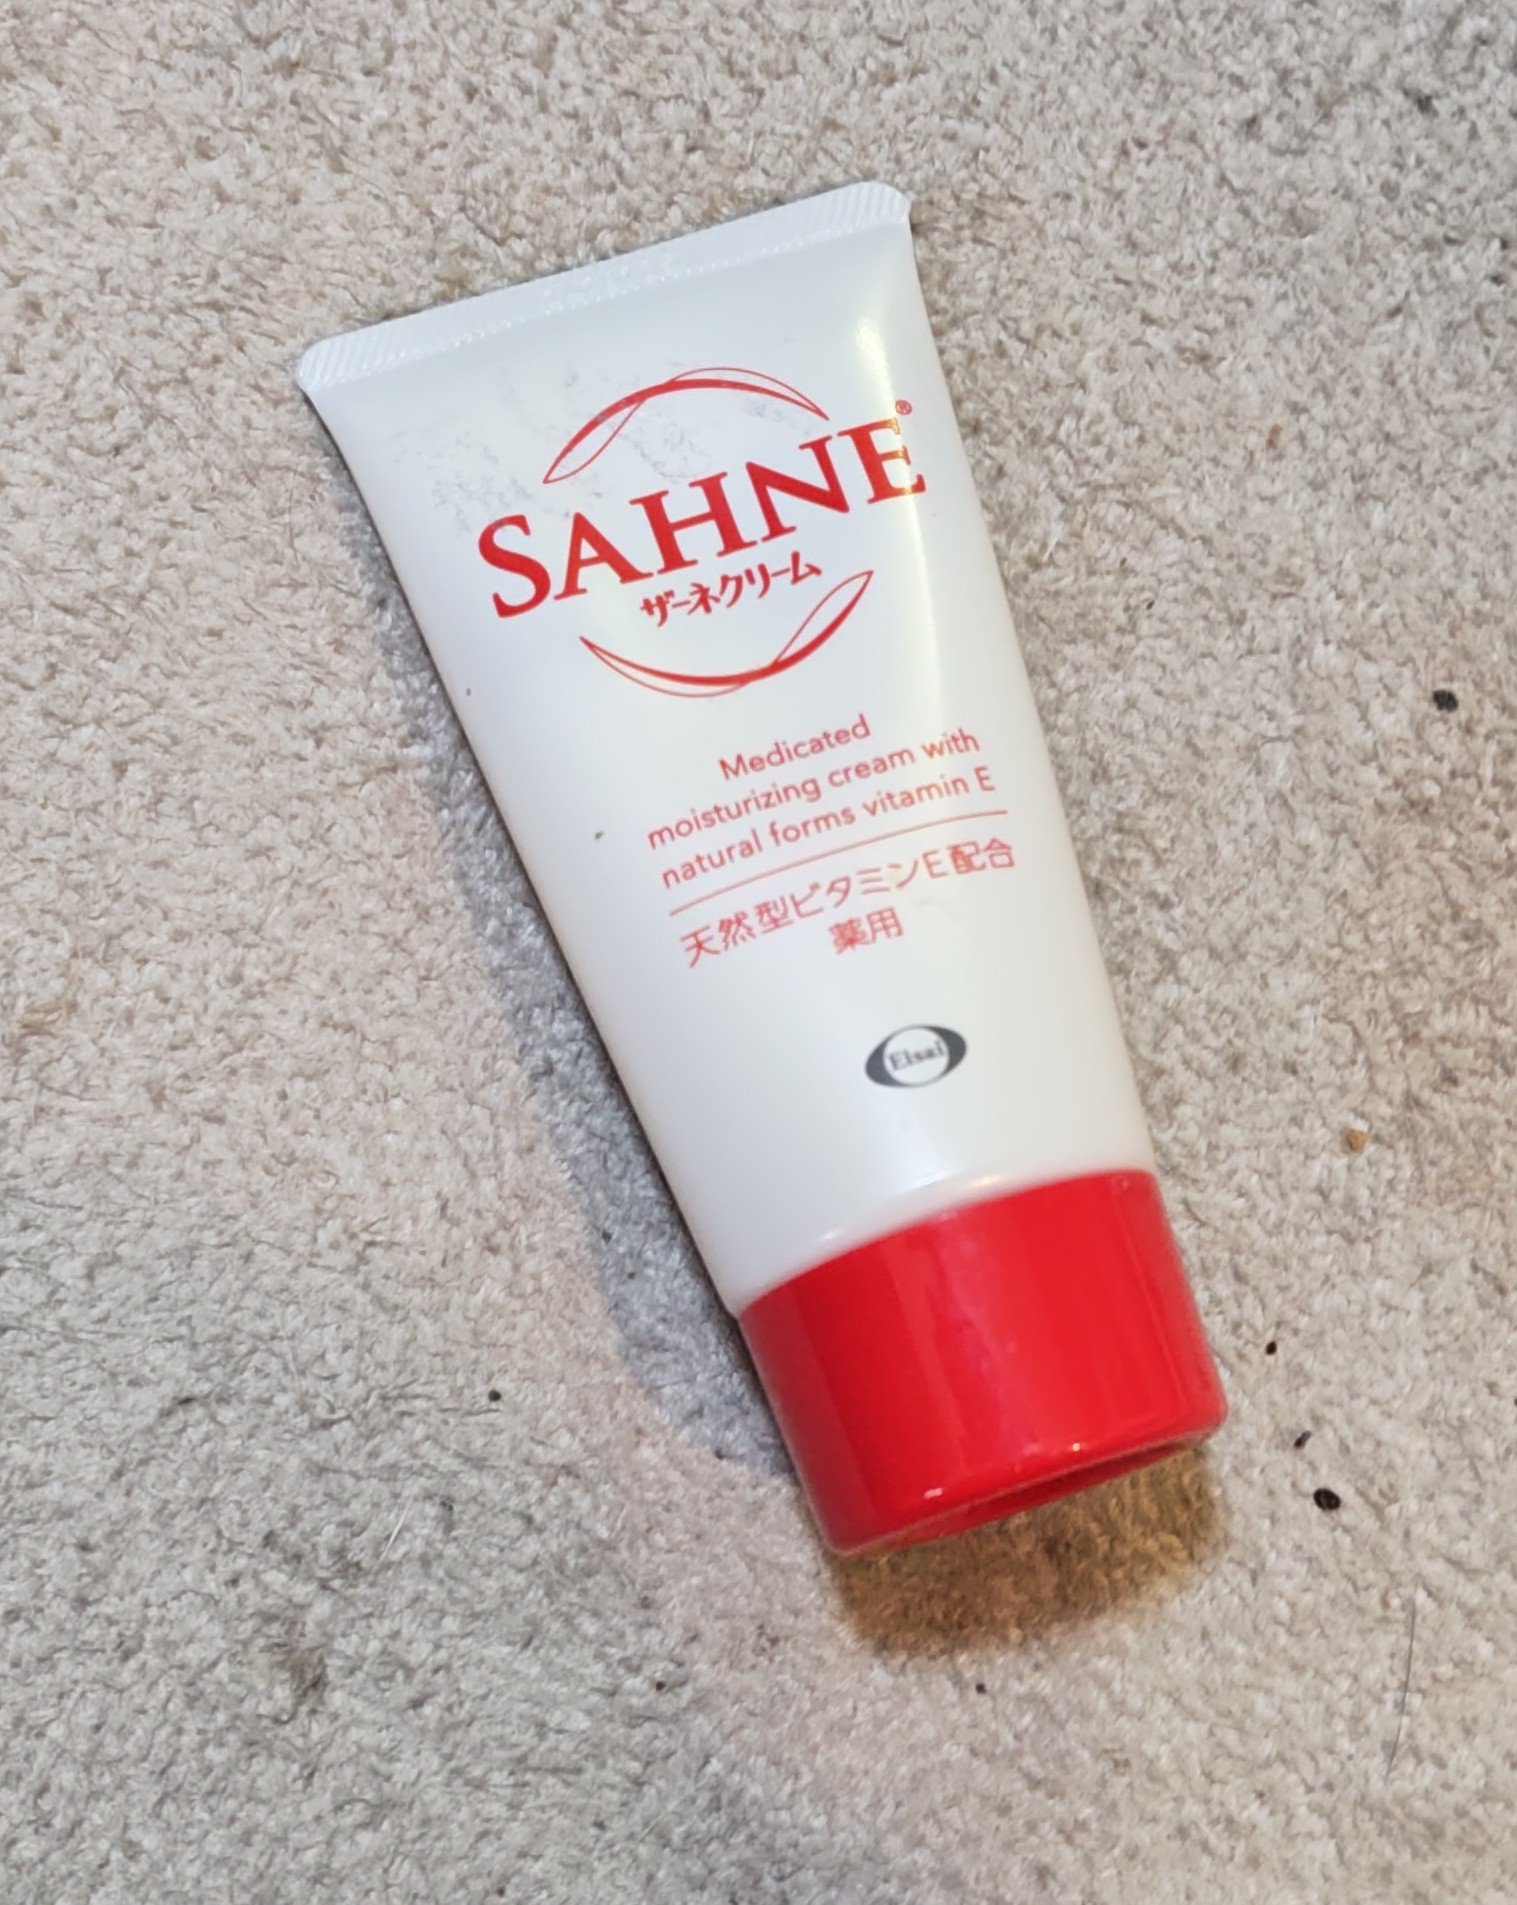 SAHNE®
ザーネクリーム
Medicated
moisturizing cream with
natural forms vitamin E
天然型ビタミンE配合
薬用
Eisai